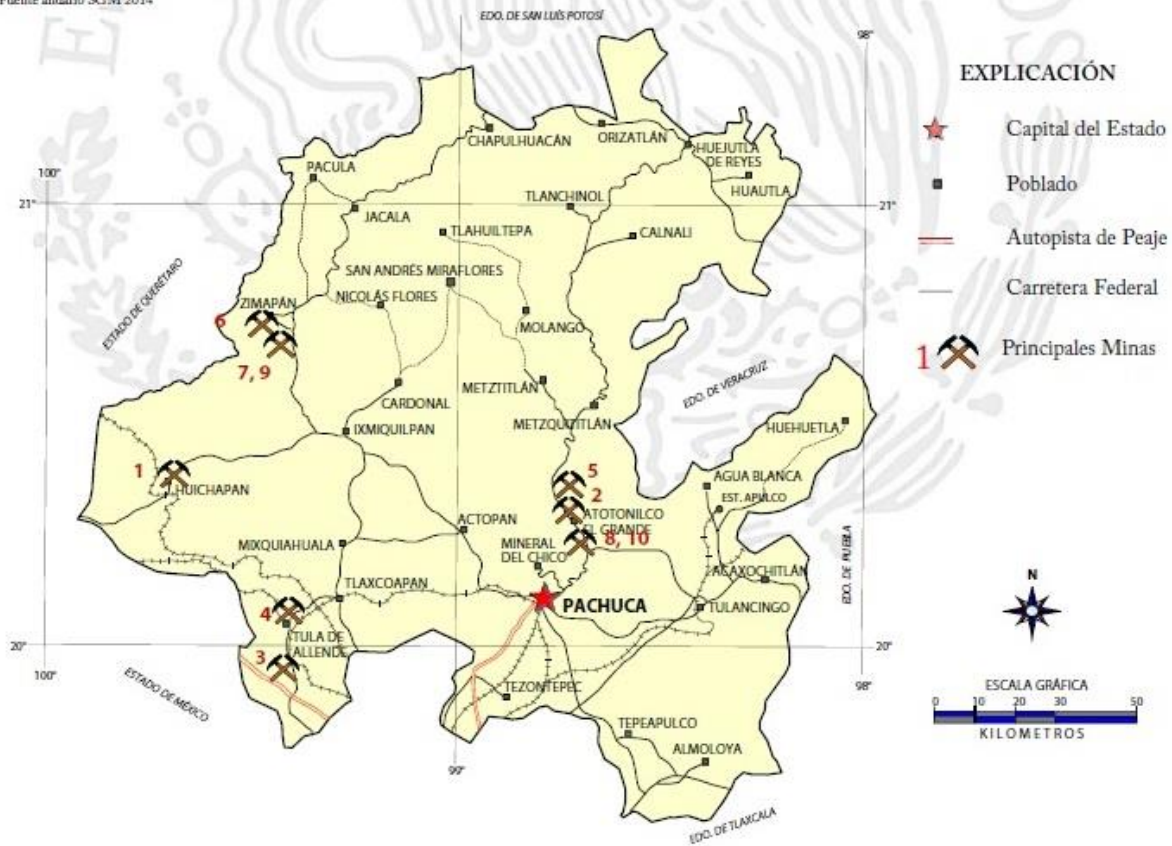 Fuente anuario SGM 2014
EDO. DE SAN LUÍS POTOSÍ
98°
EXPLICACIÓN
Capital del Estado
Poblado
Autopista de Peaje
Carretera Federal
1
Principales Minas
CHAPULHUACÁN
ORIZATLÁN
HUEJUTLA
DE REYES
HUAUTLA
PACULA
100°
21°
21°
JACALA
TLANCHINOL
TLAHUILTEPA
CALNALI
ESTADO DE QUERÉTARO
SAN ANDRÉS MIRAFLORES
NICOLÁS FLORES
ZIMAPÁN
6
7, 9
MOLANGO
METZTITLÁN
EDO. DE VERACRUZ
CARDONAL
METZQUITITLÁN
IXMIQUILPAN
HUEHUETLA
1
HUICHAPAN
5
2
AGUA BLANCA
EST. APULCO
ATOTONILCO
EL GRANDE
ACTOPAN
8, 10
MINERAL
DEL CHICO
MIXQUIAHUALA
EDO. DE PUEBLA
ACAXOCHITLÁN
TLAXCOAPAN
PACHUCA
TULANCINGO
4
TULA DE
ALLENDE
3
20°
20°
100°
98°
N
ESTADO DE MÉXICO
TEZONTEPEC
ESCALA GRÁFICA
0 10 20 30 50
KILOMETROS
TEPEAPULCO
ALMOLOYA
99°
EDO. DE TLAXCALA